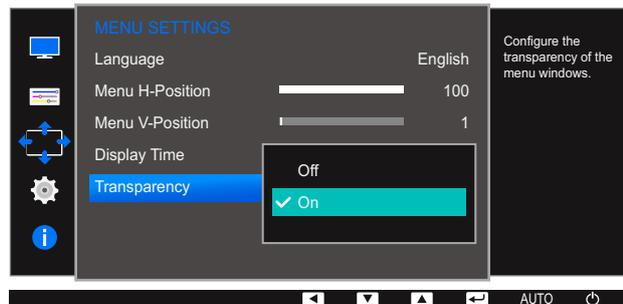 MENU SETTINGS
Language English
Menu H-Position 100
Menu V-Position 1
Display Time
Transparency
Off
On
Configure the
transparency of the
menu windows.
AUTO